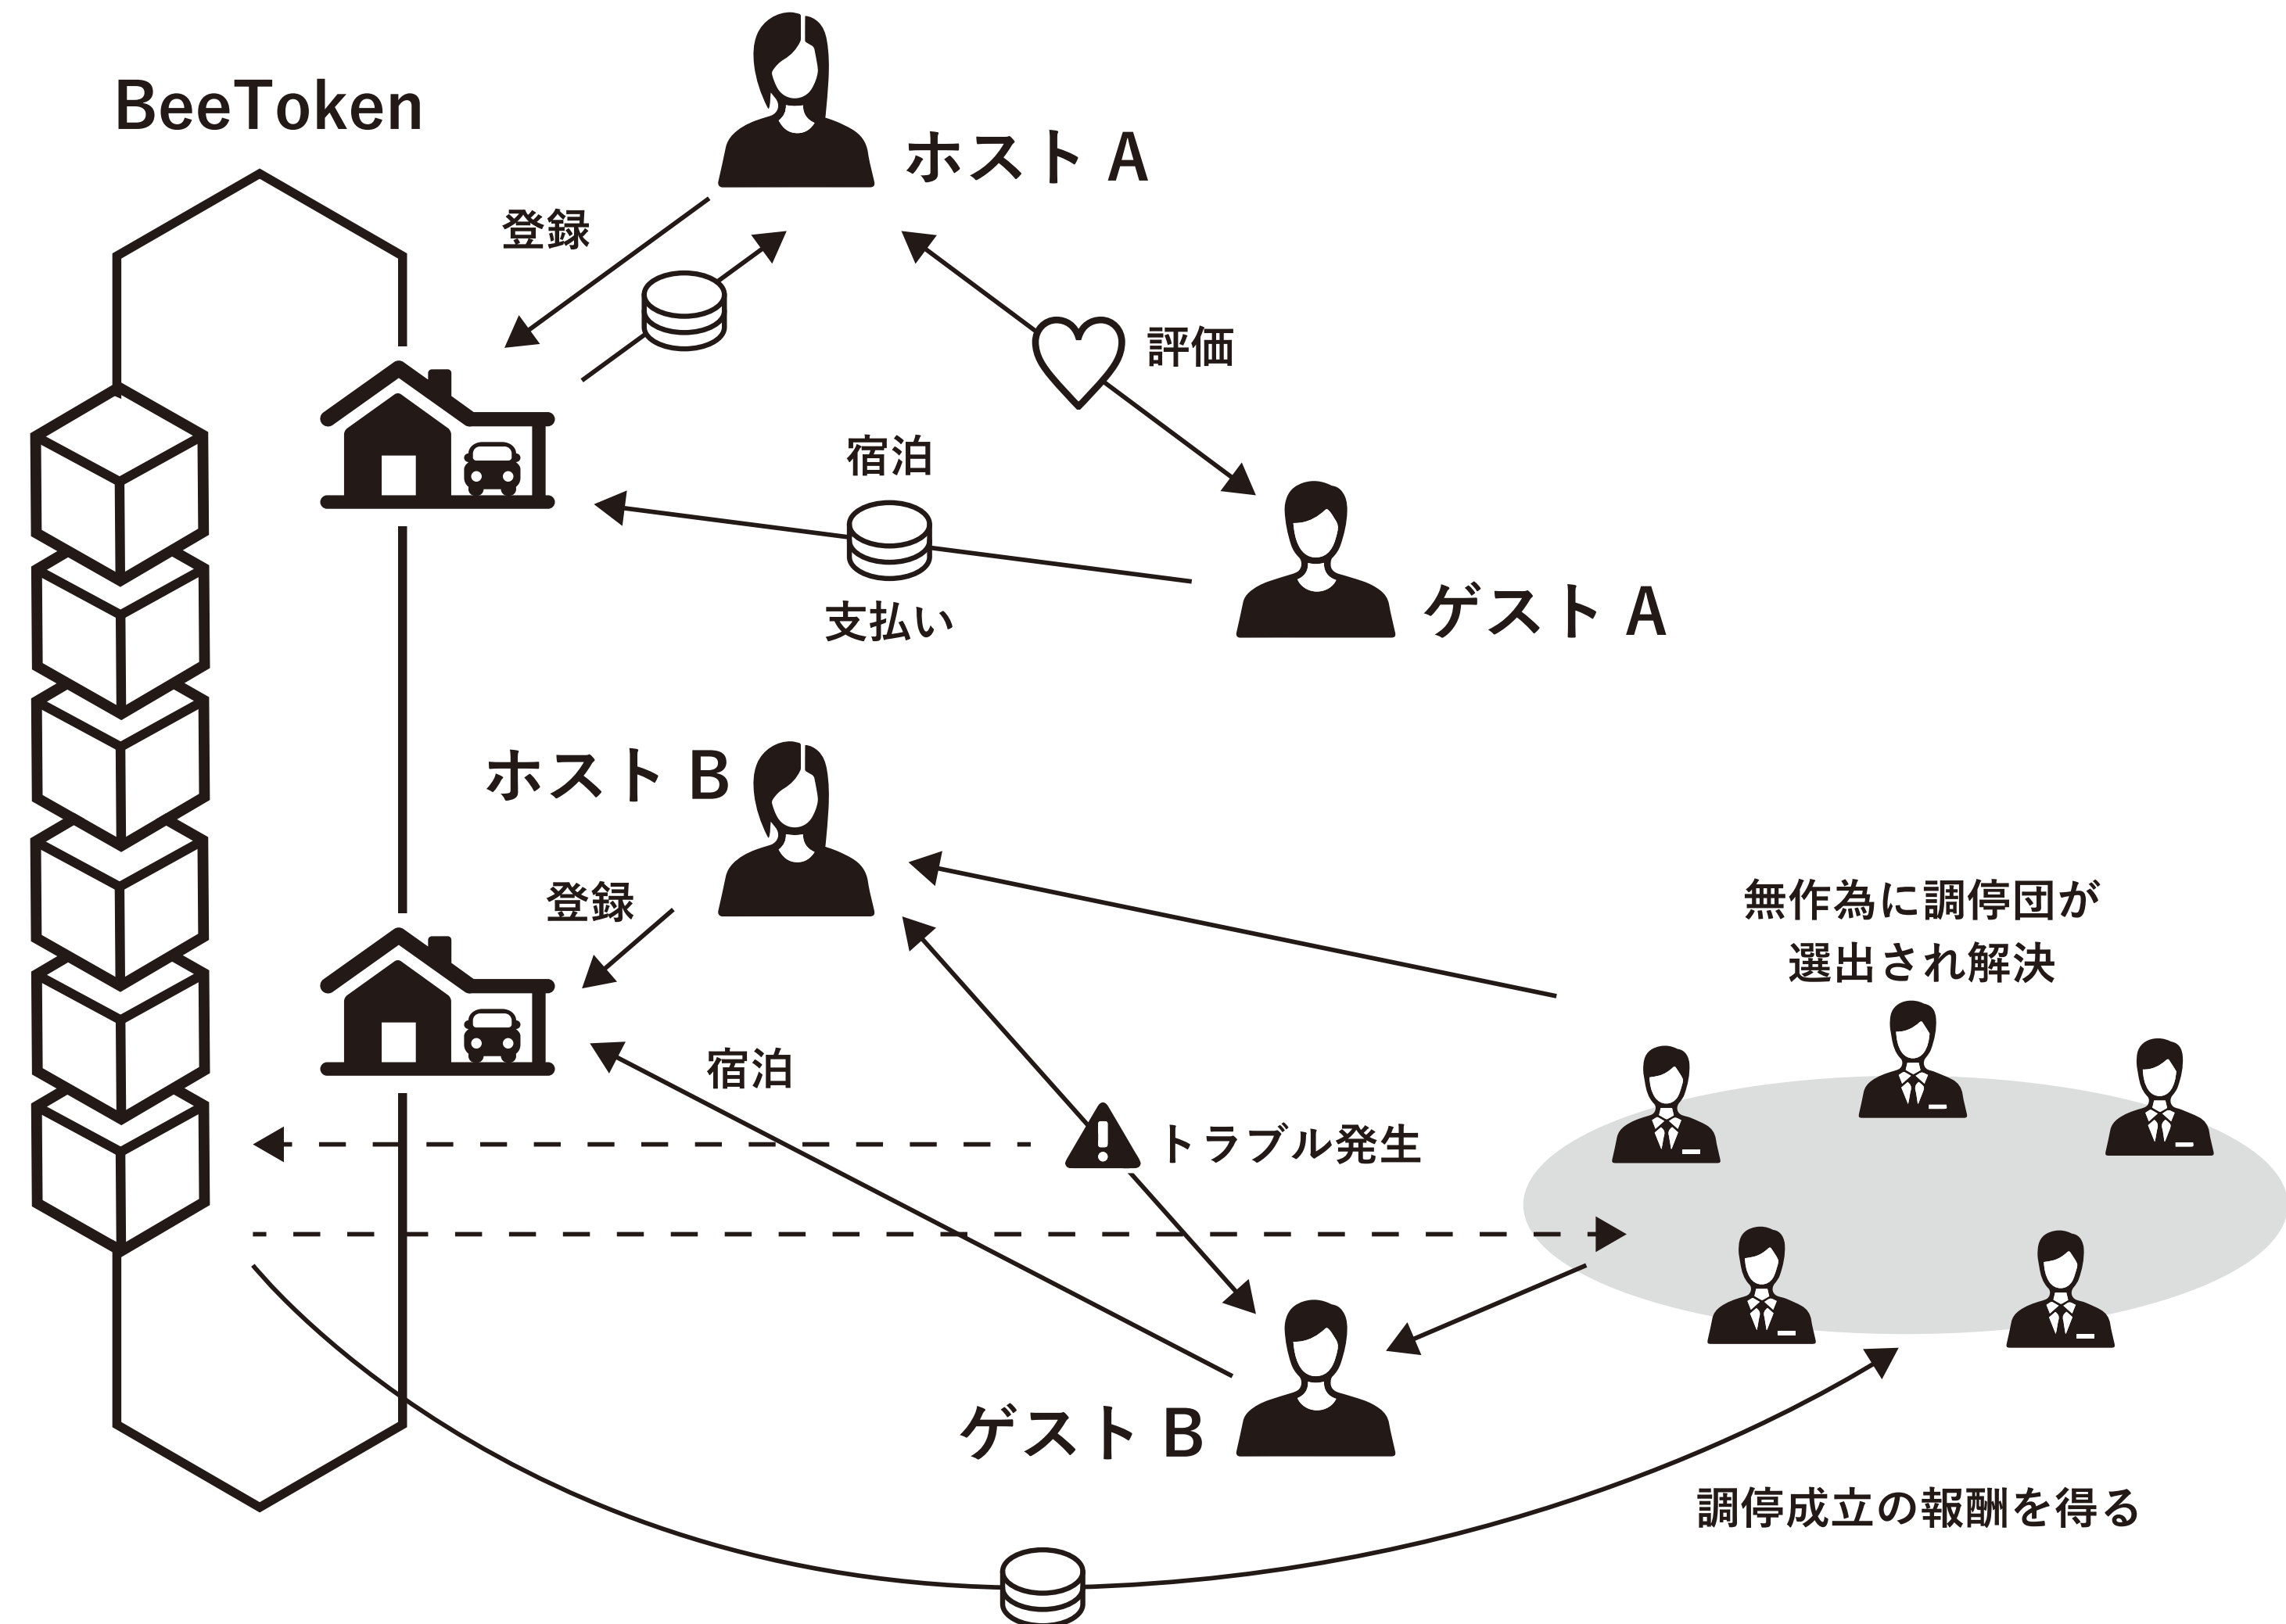 BeeToken
ホスト A
登録
評価
宿泊
支払い
ゲスト A
ホスト B
登録
無作為に調停団が
選出され解決
宿泊
トラブル発生
ゲスト B
調停成立の報酬を得る